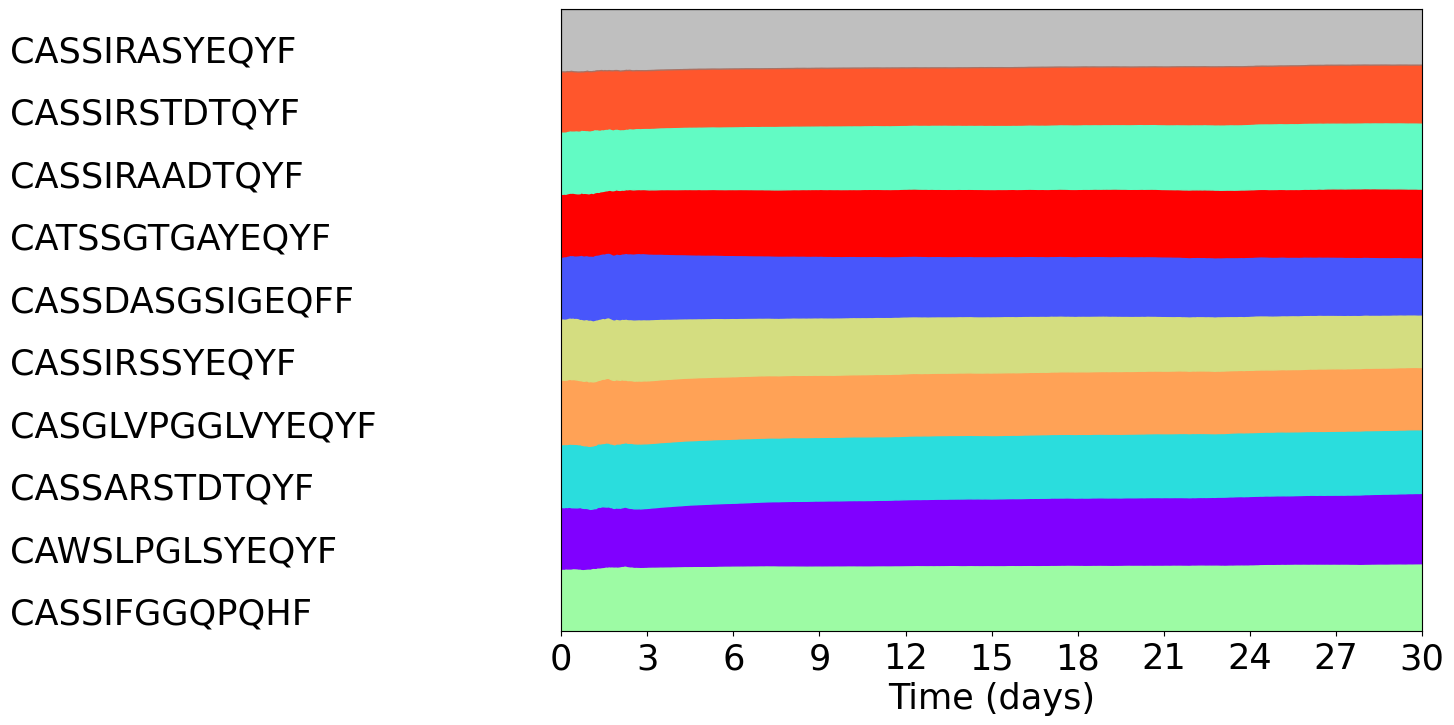 CASSIRASYEQYF
CASSIRSTDTQYF
CASSIRAADTQYF
CATSSGTGAYEQYF
CASSDASGSIGEQFF
CASSIRSSYEQYF
CASGLVPGGLVYEQYF
CASSARSTDTQYF
CAWSLPGLSYEQYF
CASSIFGGQPQHF
0 3 6 9 12 15 18 21 24 27 30
Time (days)